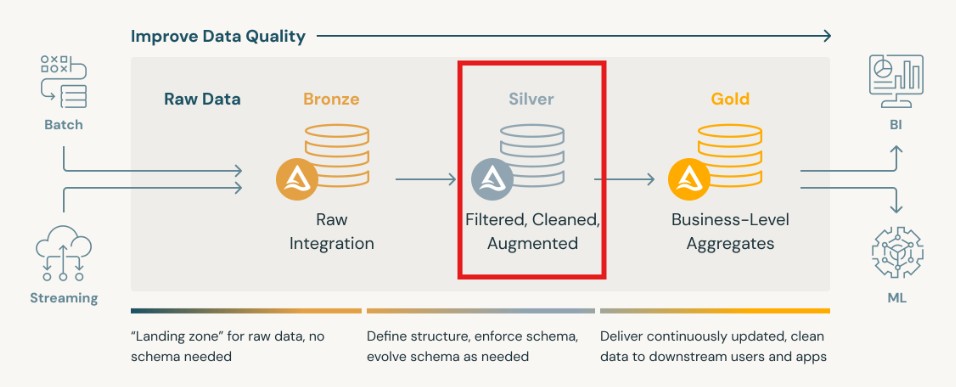 Improve Data Quality
Batch
Raw Data
Bronze
Silver
Gold
BI
Raw
Integration
Filtered, Cleaned,
Augmented
Business-Level
Aggregates
Streaming
ML
“Landing zone” for raw data, no
schema needed
Define structure, enforce schema,
evolve schema as needed
Deliver continuously updated, clean
data to downstream users and apps